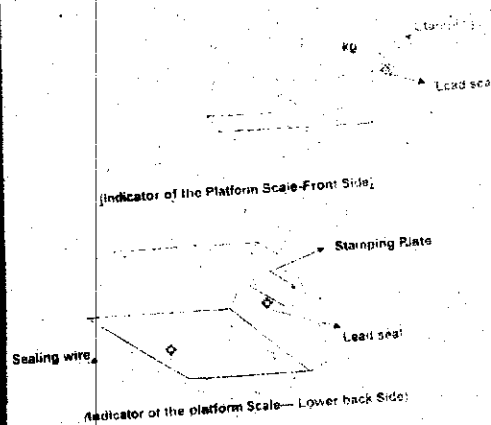 Stamping
kg
Lead sea
(Indicator of the Platform Scale-Front Side)
Stamping Plate
Lead seal
Sealing wire
(Indicator of the platform Scale— Lower back Side)